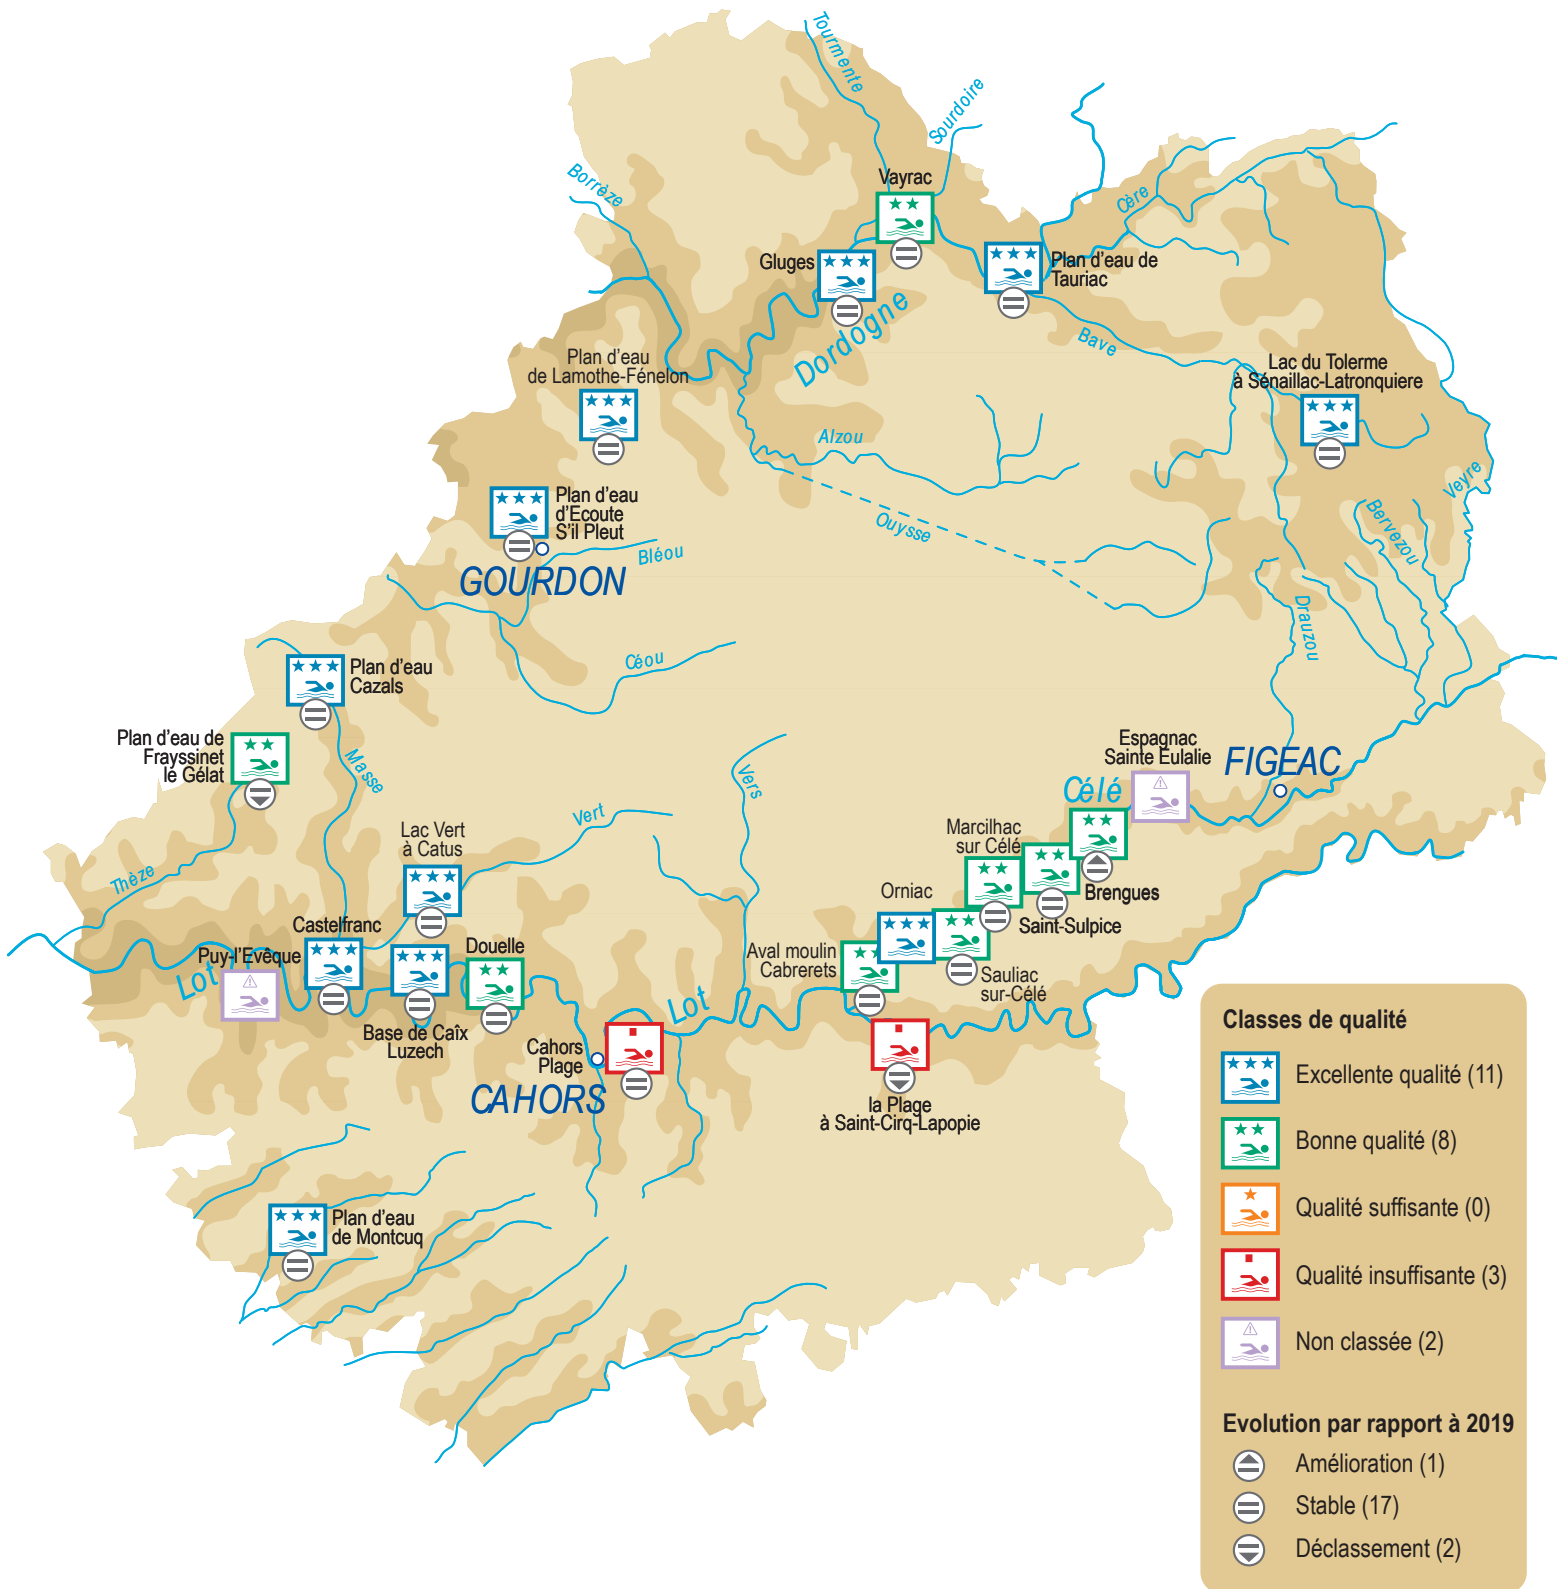 Tourmente
Sourdoire
Borrèze
Vayrac
Cère
Gluges
Plan d'eau de
Tauriac
Dordogne
Bave
Plan d'eau
de Lamothe-Fénelon
Lac du Tolerme
à Sénaillac-Latronquiere
Alzou
Veyre
Bervezou
Plan d'eau
d'Ecoute
S'il Pleut
Ouysse
Bléou
GOURDON
Drauzou
Céou
Plan d'eau
Cazals
Plan d'eau de
Frayssinet
le Gélat
Masse
Vers
Espagnac
Sainte Eulalie
FIGEAC
Célé
Vert
Lac Vert
à Catus
Marcilhac
sur Célé
Thèze
Orniac
Brengues
Saint-Sulpice
Castelfranc
Douelle
Puy-l'Evêque
Lot
Aval moulin
Cabrerets
Sauliac
sur-Célé
Lot
Base de Caîx
Luzech
Cahors
Plage
CAHORS
la Plage
à Saint-Cirq-Lapopie
Plan d'eau
de Montcuq
Classes de qualité
Excellente qualité (11)
Bonne qualité (8)
Qualité suffisante (0)
Qualité insuffisante (3)
Non classée (2)
Evolution par rapport à 2019
Amélioration (1)
Stable (17)
Déclassement (2)